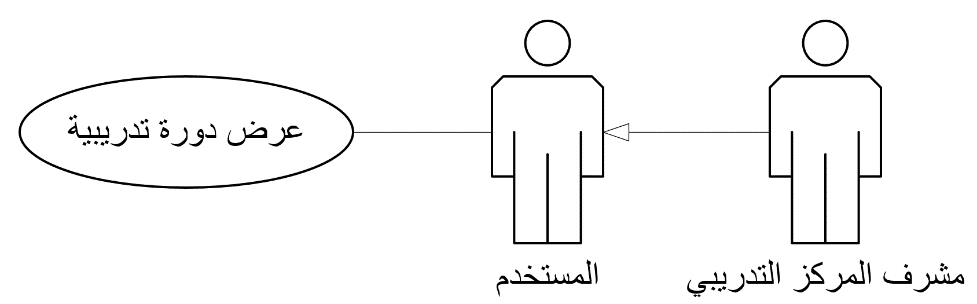 عرض دورة تدريبية
المستخدم
مشرف المركز التدريبي